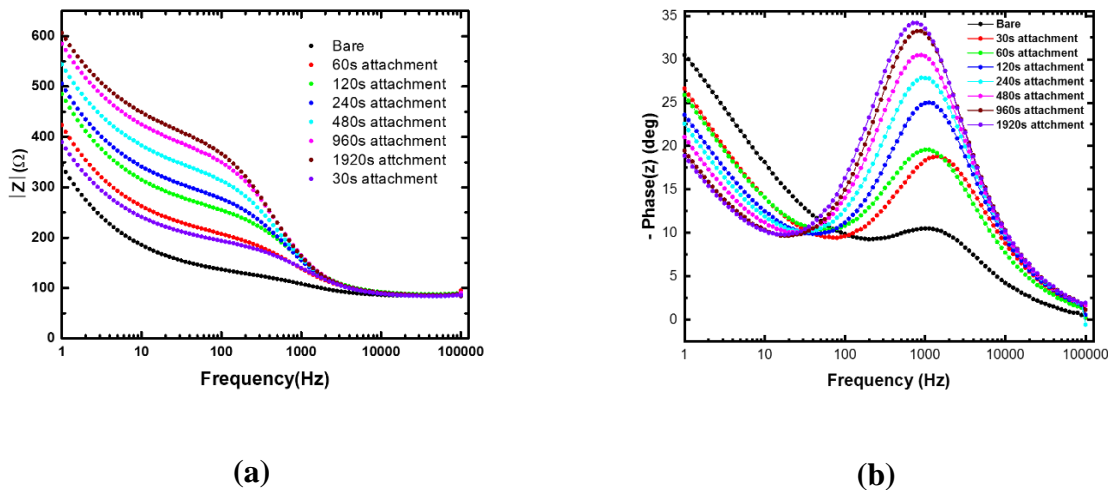 600
500
400
300
200
100
0
|Z| (Ω)
Bare
60s attachment
120s attachment
240s attachment
480s attachment
960s attachment
1920s attchment
30s attachment
1 10 100 1000 10000 100000
Frequency(Hz)
(a)
35
30
25
20
15
10
5
0
- Phase(z) (deg)
Bare
30s attachment
60s attachment
120s attachment
240s attachment
480s attachment
960s attachment
1920s attchment
1 10 100 1000 10000 100000
Frequency (Hz)
(b)